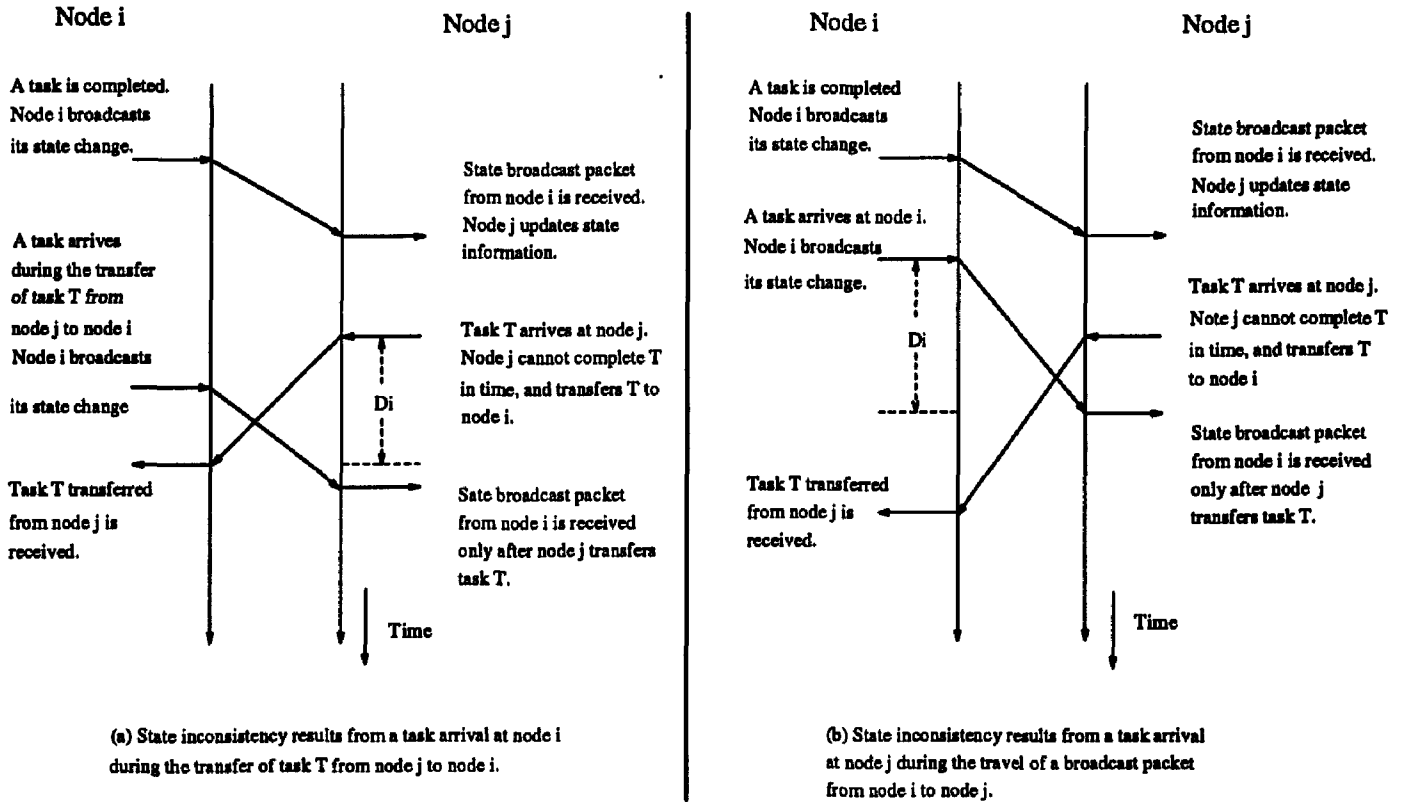 Node i
Node j
A task is completed.
Node i broadcasts
its state change.
State broadcast packet
from node i is received.
Node j updates state
information.
A task arrives
during the transfer
of task T from
node j to node i
Node i broadcasts
its state change
Task T arrives at node j.
Node j cannot complete T
in time, and transfers T to
node i.
Di
Task T transferred
from node j is
received.
Sate broadcast packet
from node i is received
only after node j transfers
task T.
Time
(a) State inconsistency results from a task arrival at node i
during the transfer of task T from node j to node i.
Node i
Node j
A task is completed
Node i broadcasts
its state change.
State broadcast packet
from node i is received.
Node j updates state
information.
A task arrives at node i.
Node i broadcasts
its state change.
Di
Task T arrives at node j.
Note j cannot complete T
in time, and transfers T
to node i
State broadcast packet
from node i is received
only after node j
transfers task T.
Task T transferred
from node j is
received.
Time
(b) State inconsistency results from a task arrival
at node j during the travel of a broadcast packet
from node i to node j.